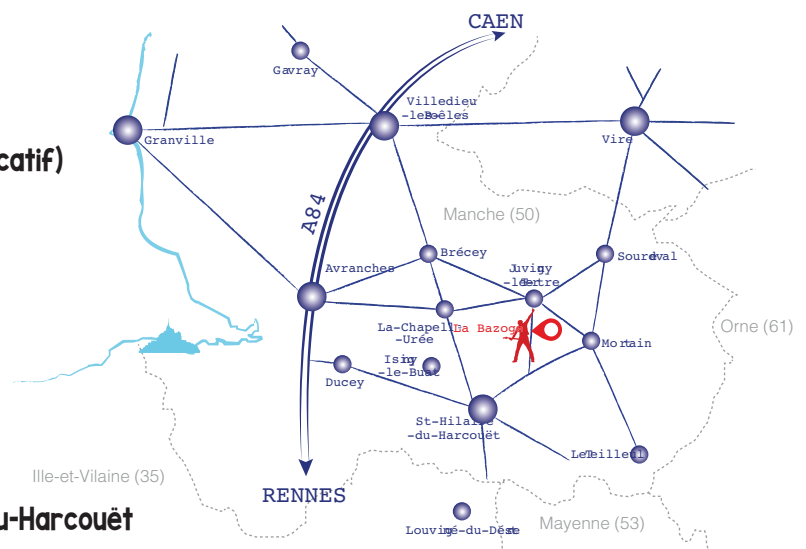 CAEN
Gavray
Villedieu
-les-Poêles
Granville
Vire
catif)
A84
Manche (50)
Brécey
Sourdeval
Avranches
Juvigny
-le-Tertre
Orne (61)
La-Chapelle
-Urée
La Bazoge
Mortain
Isigny
-le-Buat
Ducey
St-Hilaire
-du-Harcouët
Le Teilleul
Ille-et-Vilaine (35)
RENNES
u-Harcouët
Mayenne (53)
Louvigné-du-Désert